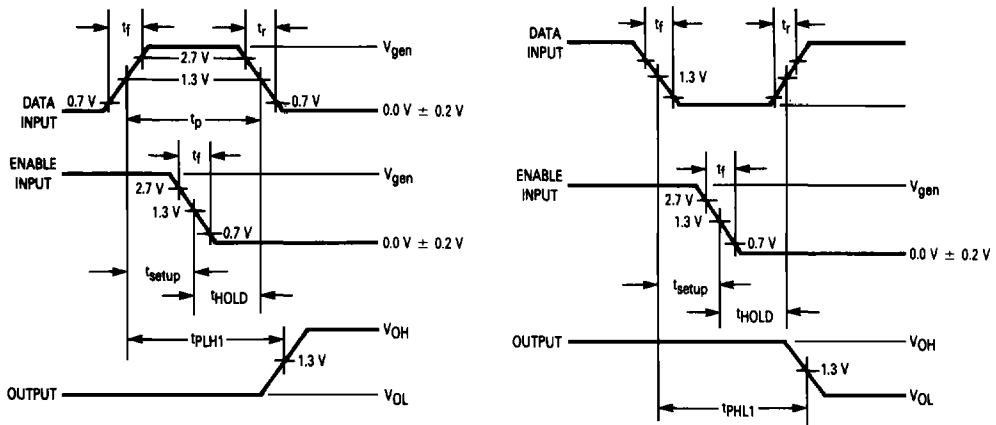 tf
tr
Vgen
2.7 V
1.3 V
0.7 V
0.7 V
DATA
INPUT
0.0 V ± 0.2 V
tp
ENABLE
INPUT
tf
Vgen
2.7 V
1.3 V
0.7 V
0.0 V ± 0.2 V
tsetup
tHOLD
tPLH1
VOH
1.3 V
OUTPUT
VOL
tf
tr
DATA
INPUT
1.3 V
ENABLE
INPUT
tf
Vgen
2.7 V
1.3 V
0.7 V
0.0 V ± 0.2 V
tsetup
tHOLD
OUTPUT
VOH
1.3 V
tPHL1
VOL